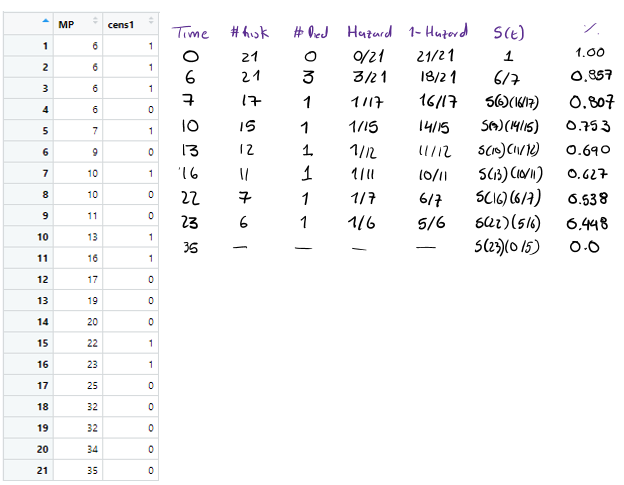 MP cens1
1 6 1
2 6 1
3 6 1
4 6 0
5 7 1
6 9 0
7 10 1
8 10 0
9 11 0
10 13 1
11 16 1
12 17 0
13 19 0
14 20 0
15 22 1
16 23 1
17 25 0
18 32 0
19 32 0
20 34 0
21 35 0
Time # Risk # Died Hazard 1- Hazard S(t) %
0 21 0 0/21 21/21 1 1.00
6 21 3 3/21 18/21 6/7 0.857
7 17 1 1/17 16/17 S(6)(16/17) 0.807
10 15 1 1/15 14/15 S(7)(14/15) 0.753
13 12 1 1/12 11/12 S(10)(11/12) 0.690
16 11 1 1/11 10/11 S(13)(10/11) 0.627
22 7 1 1/7 6/7 S(16)(6/7) 0.538
23 6 1 1/6 5/6 S(22)(5/6) 0.448
35 — — — — S(23)(0/5) 0.0